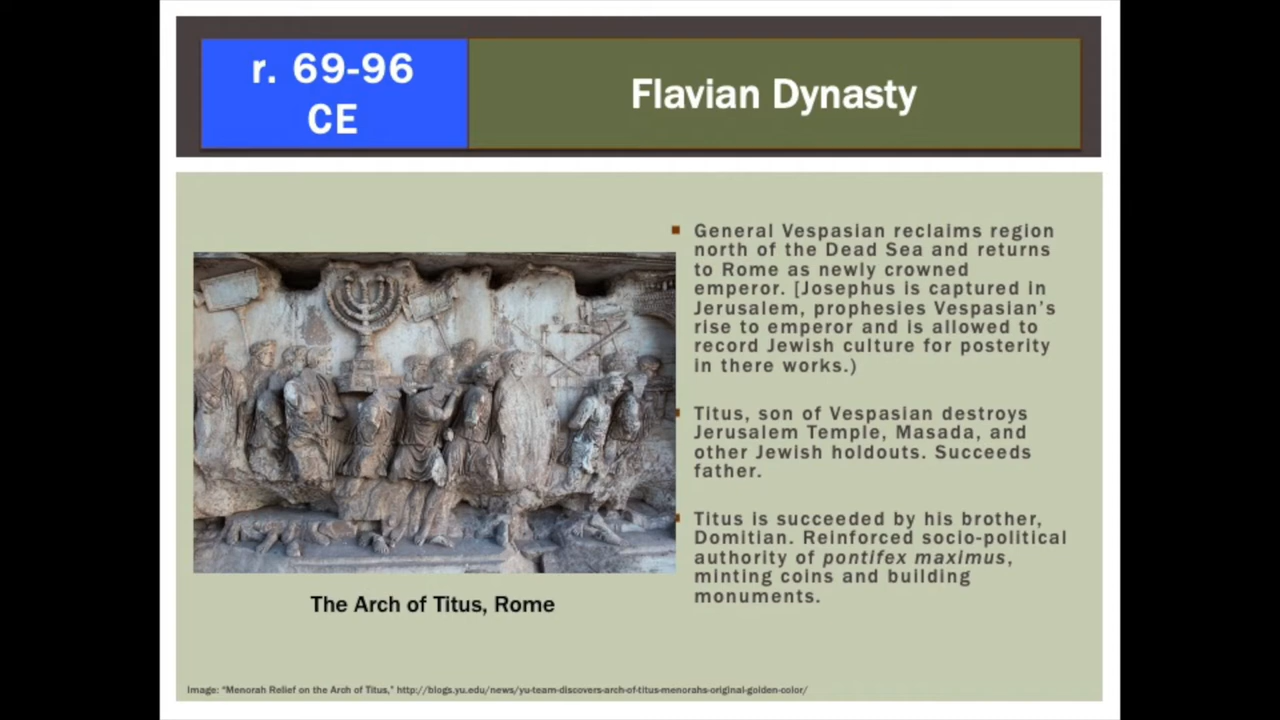 r. 69-96
CE
Flavian Dynasty
General Vespasian reclaims region
north of the Dead Sea and returns
to Rome as newly crowned
emperor. [Josephus is captured in
Jerusalem, prophesies Vespasian's
rise to emperor and is allowed to
record Jewish culture for posterity
in there works.)
Titus, son of Vespasian destroys
Jerusalem Temple, Masada, and
other Jewish holdouts. Succeeds
father.
Titus is succeeded by his brother,
Domitian. Reinforced socio-political
authority of pontifex maximus,
minting coins and building
monuments.
The Arch of Titus, Rome
Image: "Menorah Relief on the Arch of Titus," http://blogs.yu.edu/news/yu-team-discovers-arch-of-titus-menorahs-original-golden-color/